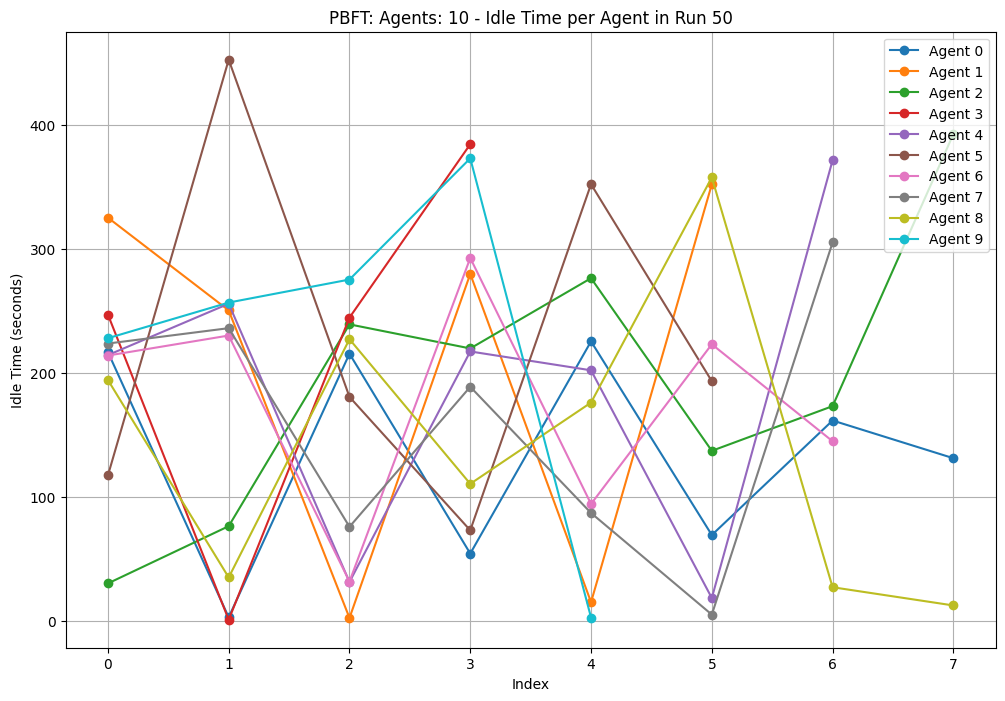 PBFT: Agents: 10 - Idle Time per Agent in Run 50
Agent 0
Agent 1
Agent 2
Agent 3
Agent 4
Agent 5
Agent 6
Agent 7
Agent 8
Agent 9
Idle Time (seconds)
400
300
200
100
0
0 1 2 3 4 5 6 7
Index